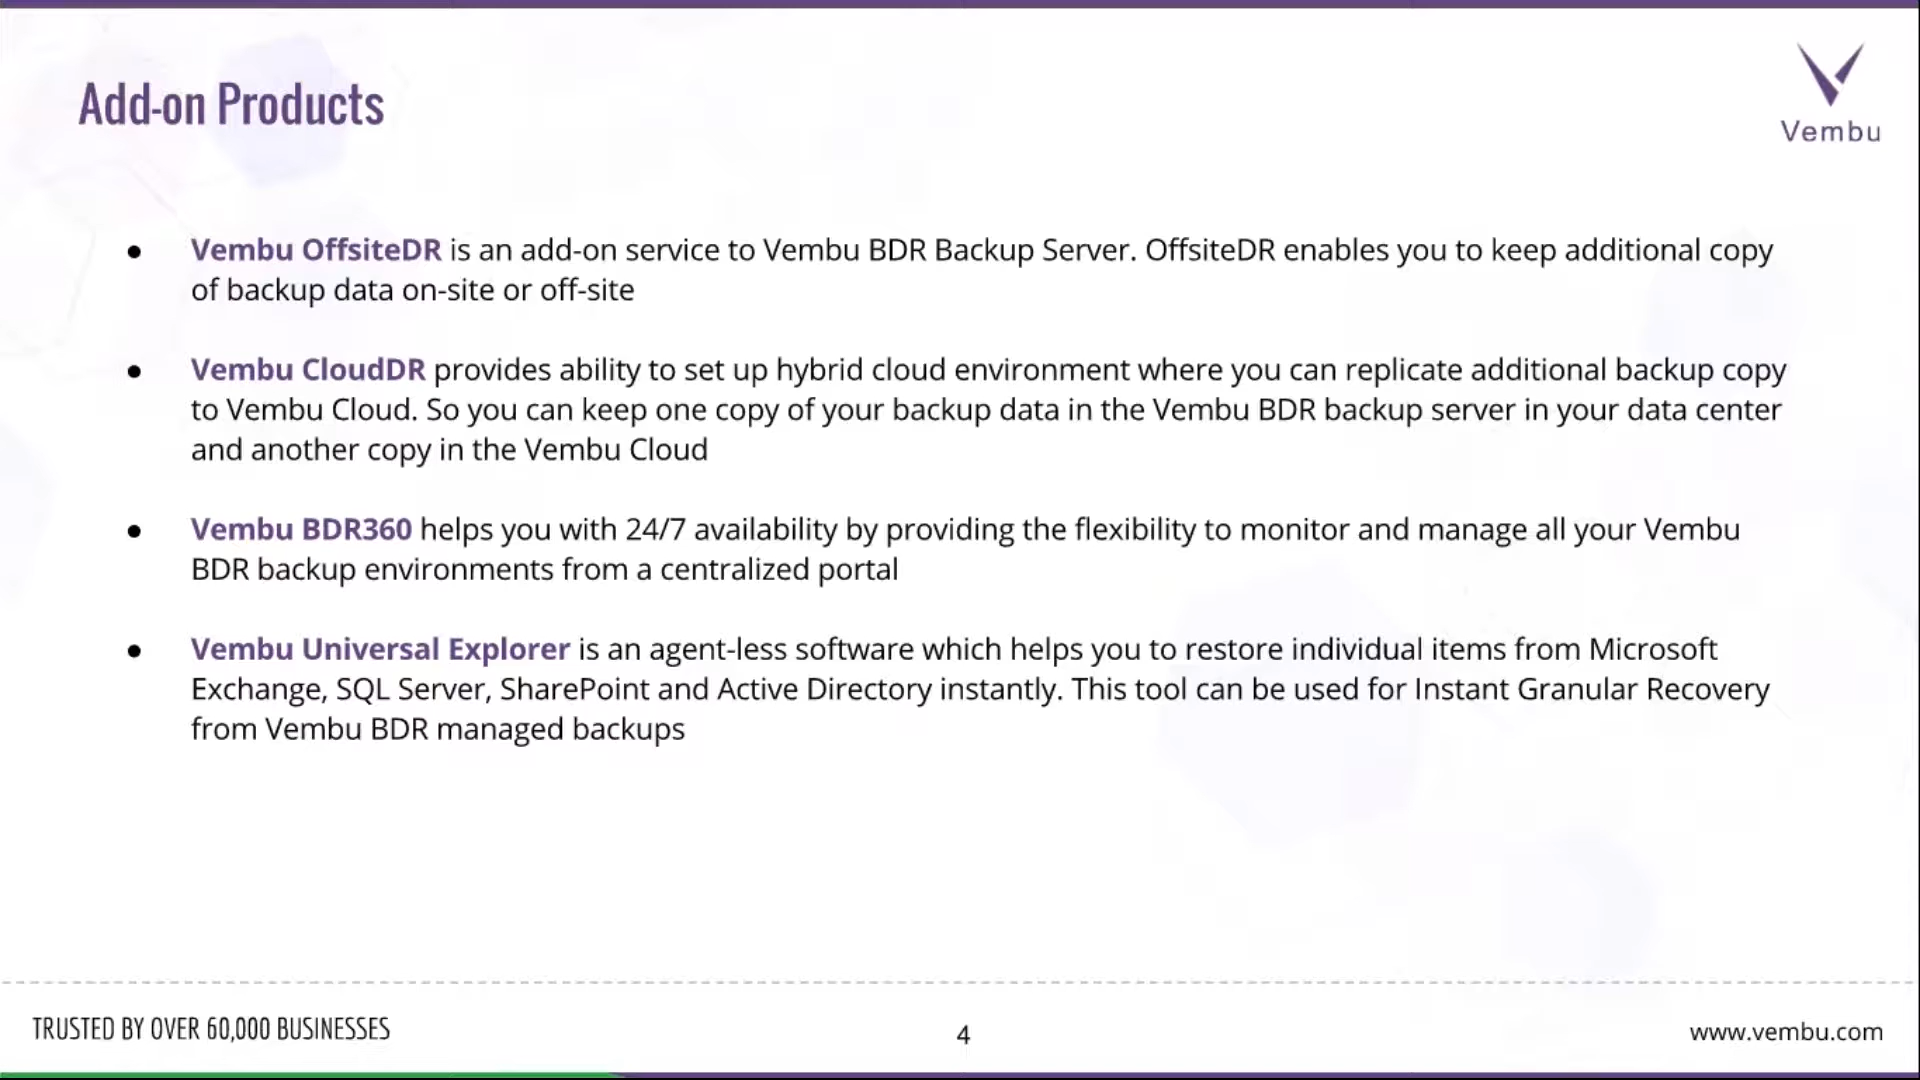 Add-on Products
Vembu
● Vembu OffsiteDR is an add-on service to Vembu BDR Backup Server. OffsiteDR enables you to keep additional copy
of backup data on-site or off-site
● Vembu CloudDR provides ability to set up hybrid cloud environment where you can replicate additional backup copy
to Vembu Cloud. So you can keep one copy of your backup data in the Vembu BDR backup server in your data center
and another copy in the Vembu Cloud
● Vembu BDR360 helps you with 24/7 availability by providing the flexibility to monitor and manage all your Vembu
BDR backup environments from a centralized portal
● Vembu Universal Explorer is an agent-less software which helps you to restore individual items from Microsoft
Exchange, SQL Server, SharePoint and Active Directory instantly. This tool can be used for Instant Granular Recovery
from Vembu BDR managed backups
TRUSTED BY OVER 60,000 BUSINESSES
4
www.vembu.com